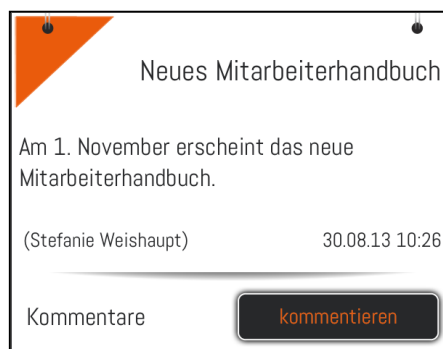 Neues Mitarbeiterhandbuch
Am 1. November erscheint das neue
Mitarbeiterhandbuch.
(Stefanie Weishaupt) 30.08.13 10:26
Kommentare kommentieren